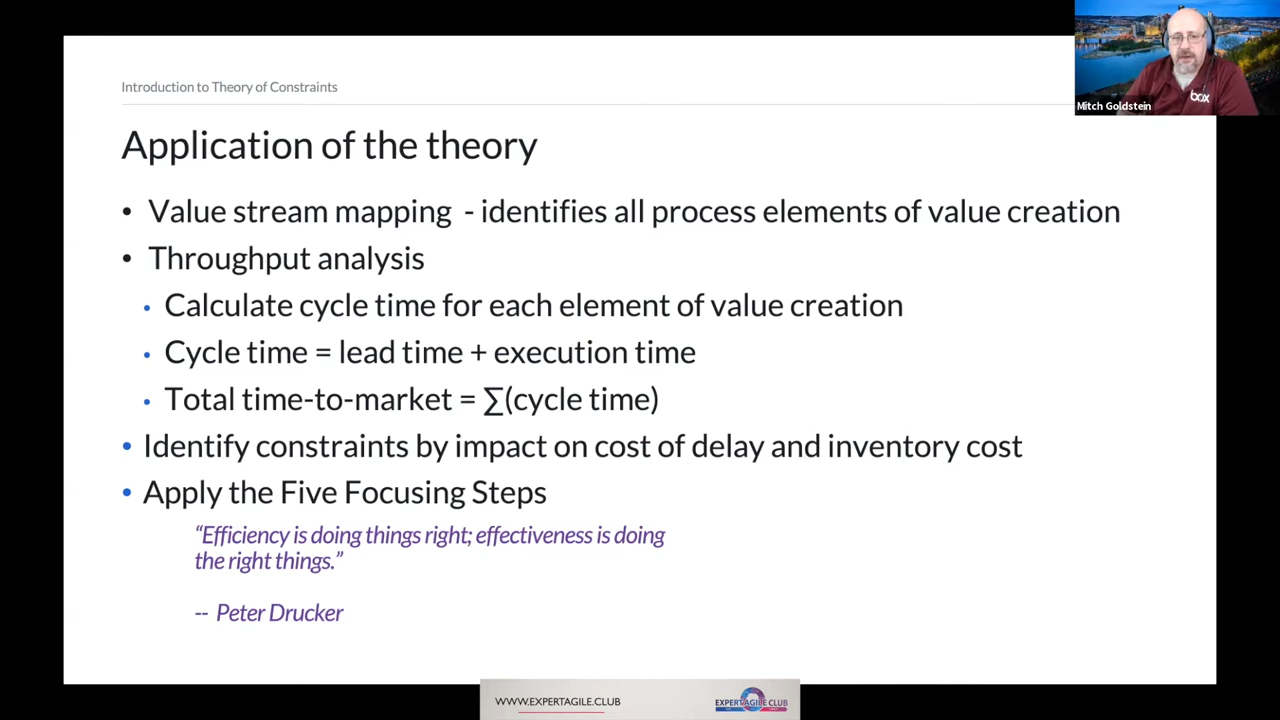 Introduction to Theory of Constraints
Application of the theory
• Value stream mapping - identifies all process elements of value creation
• Throughput analysis
• Calculate cycle time for each element of value creation
• Cycle time = lead time + execution time
• Total time-to-market = ∑(cycle time)
• Identify constraints by impact on cost of delay and inventory cost
• Apply the Five Focusing Steps
“Efficiency is doing things right; effectiveness is doing
the right things.”
-- Peter Drucker
box
Mitch Goldstein
WWW.EXPERTAGILE.CLUB
EXPERTAGILE.CLUB